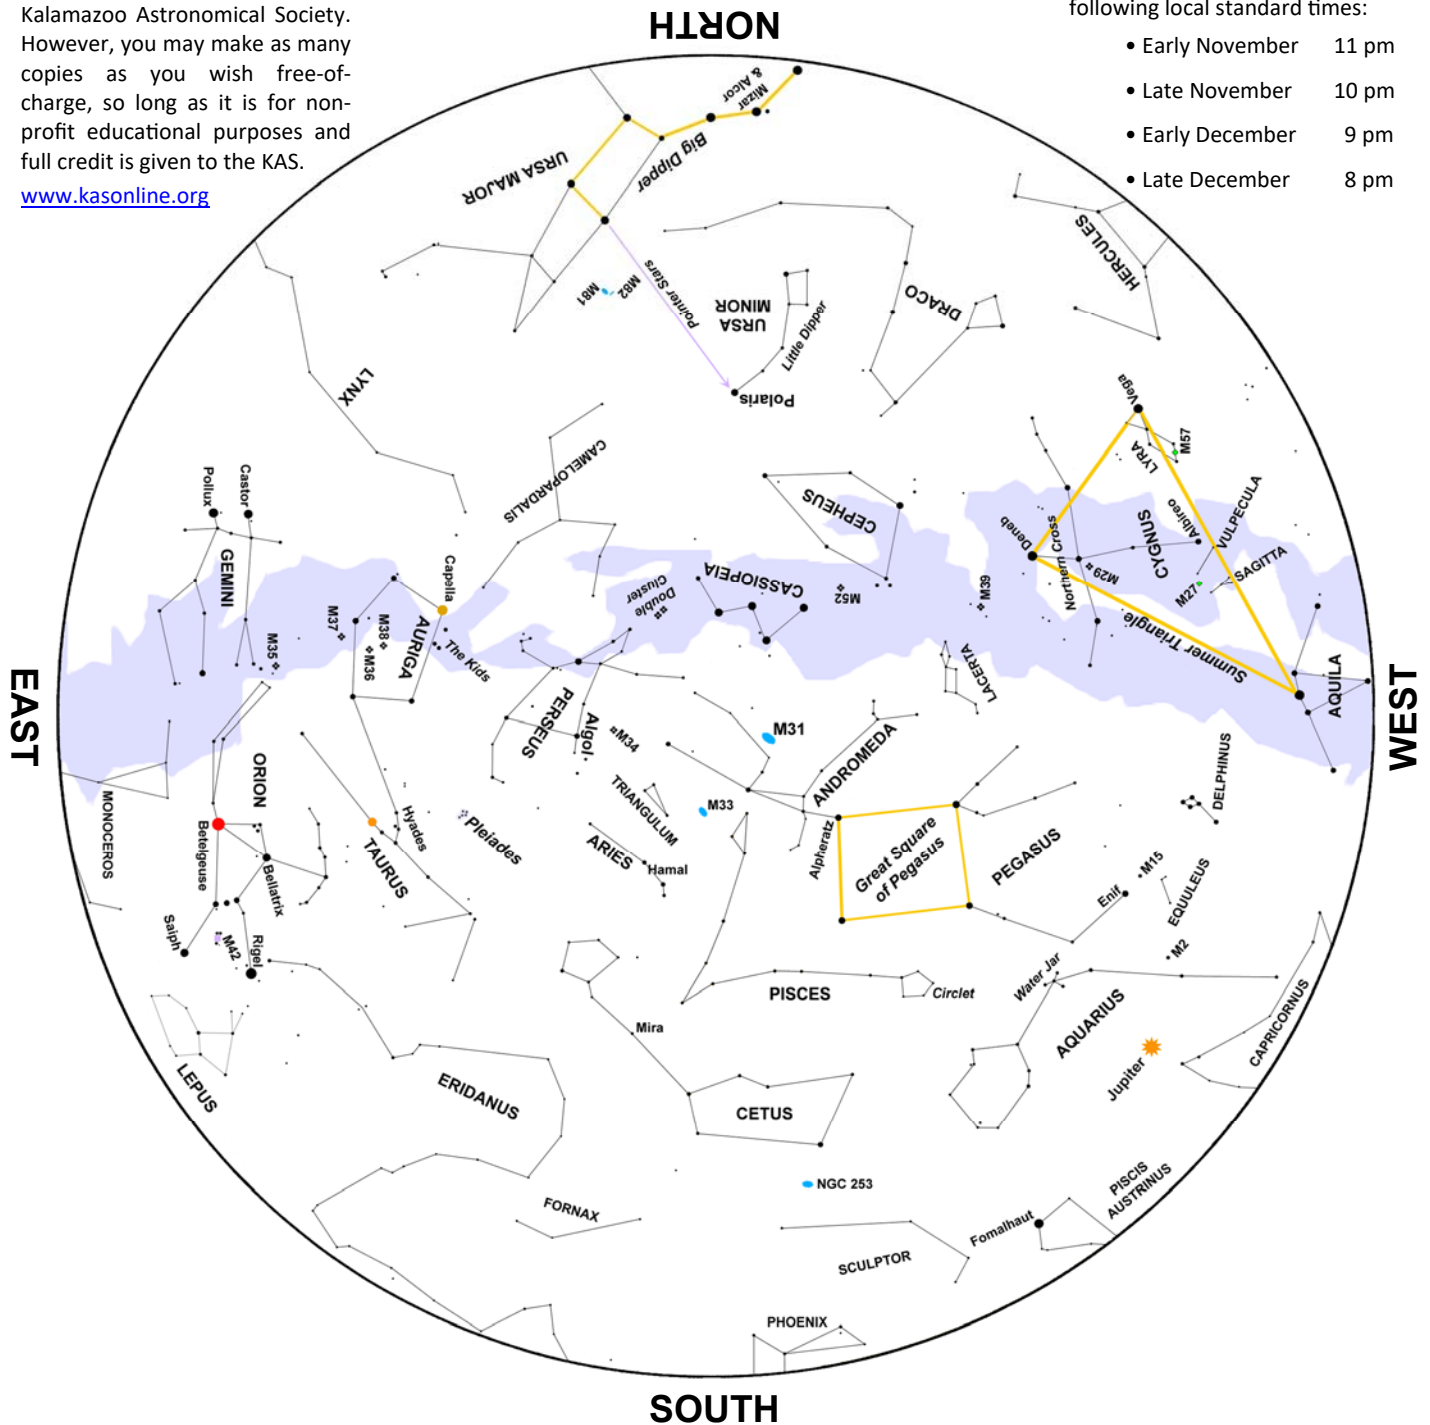 Kalamazoo Astronomical Society.
However, you may make as many
copies as you wish free-of-
charge, so long as it is for non-
profit educational purposes and
full credit is given to the KAS.
www.kasonline.org
following local standard times:
• Early November 11 pm
• Late November 10 pm
• Early December 9 pm
• Late December 8 pm
NORTH
Mizar
& Alcor
Big Dipper
URSA MAJOR
HERCULES
M81
M82
Pointer Stars
URSA
MINOR
Little Dipper
DRACO
LYNX
Polaris
Vega
LYRA
M57
CAMELOPARDALIS
Pollux
Castor
CEPHEUS
Deneb
Northern Cross
CYGNUS
Albireo
VULPECULA
SAGITTA
M29
M27
GEMINI
Capella
Double
Cluster
CASSIOPEIA
M52
M39
Summer Triangle
M37
M38
M36
M35
AURIGA
The Kids
LACERTA
AQUILA
EAST
WEST
PERSEUS
Algol
M34
M31
ANDROMEDA
ORION
MONOCEROS
TRIANGULUM
M33
DELPHINUS
Betelgeuse
Bellatrix
TAURUS
Hyades
Pleiades
ARIES
Hamal
Alpheratz
Great Square
of Pegasus
PEGASUS
Enif
M15
EQUULEUS
M2
Saiph
M42
Rigel
PISCES
Circlet
Water Jar
AQUARIUS
CAPRICORNUS
Mira
Jupiter
LEPUS
ERIDANUS
CETUS
NGC 253
FORNAX
PISCIS
AUSTRINUS
Fomalhaut
SCULPTOR
PHOENIX
SOUTH